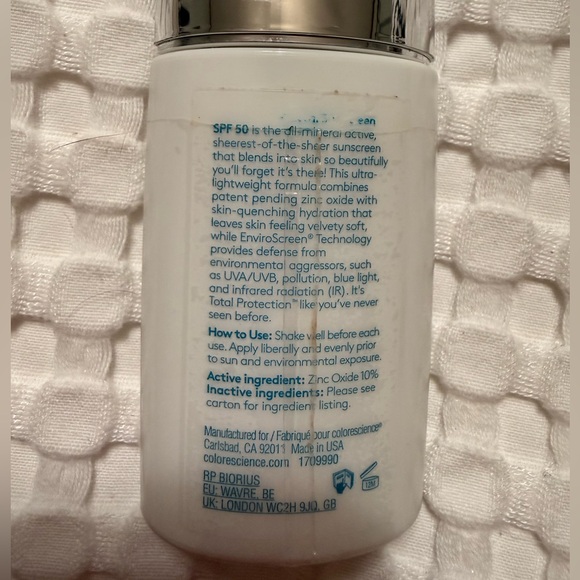 een
SPF 50 is the all-mineral active,
sheerest-of-the-sheer sunscreen
that blends into skin so beautifully
you'll forget it's there! This ultra-
lightweight formula combines
patent pending zinc oxide with
skin-quenching hydration that
leaves skin feeling velvety soft,
while EnviroScreen® Technology
provides defense from
environmental aggressors, such
as UVA/UVB, pollution, blue light,
and infrared radiation (IR). It's
Total Protection™ like you've never
seen before.
How to Use: Shake well before each
use. Apply liberally and evenly prior
to sun and environmental exposure.
Active ingredient: Zinc Oxide 10%
Inactive ingredients: Please see
carton for ingredient listing.
Manufactured for / Fabriqué pour colorescience®
Carlsbad, CA 92011 Made in USA
colorescience.com 1709990
RP BIORIUS
EU: WAVRE, BE
UK: LONDON WC2H 9JQ, GB
12M